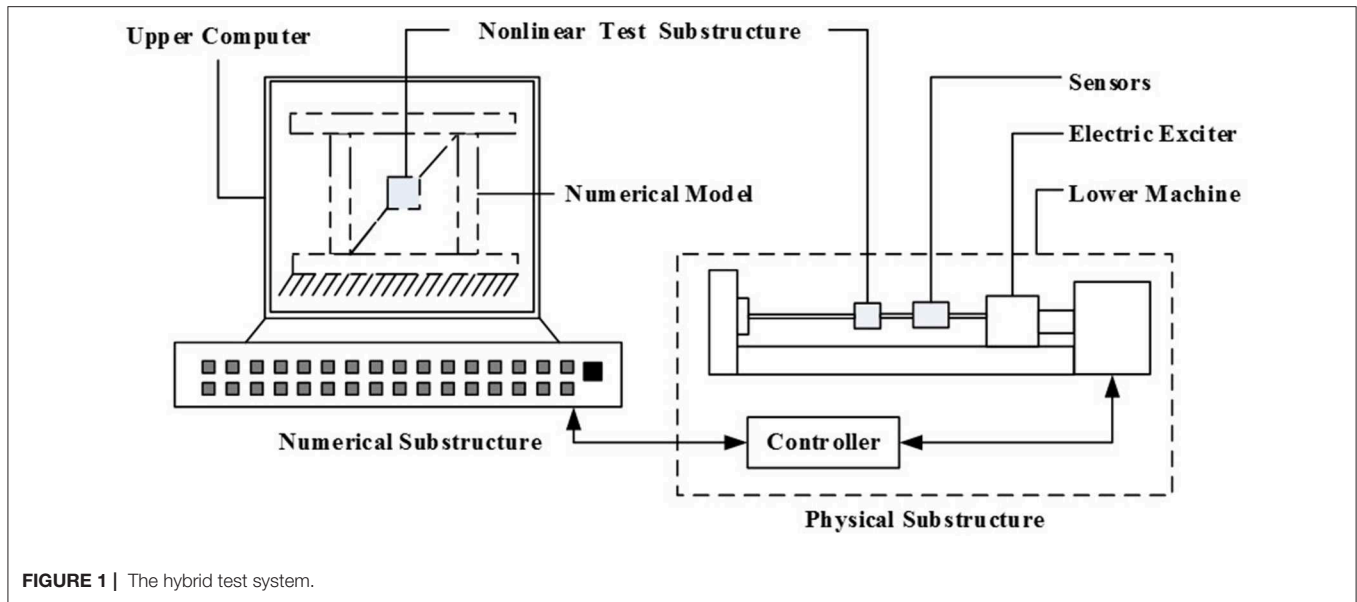 Upper Computer
Nonlinear Test Substructure
Sensors
Electric Exciter
Numerical Model
Lower Machine
Numerical Substructure
Controller
Physical Substructure
FIGURE 1 | The hybrid test system.